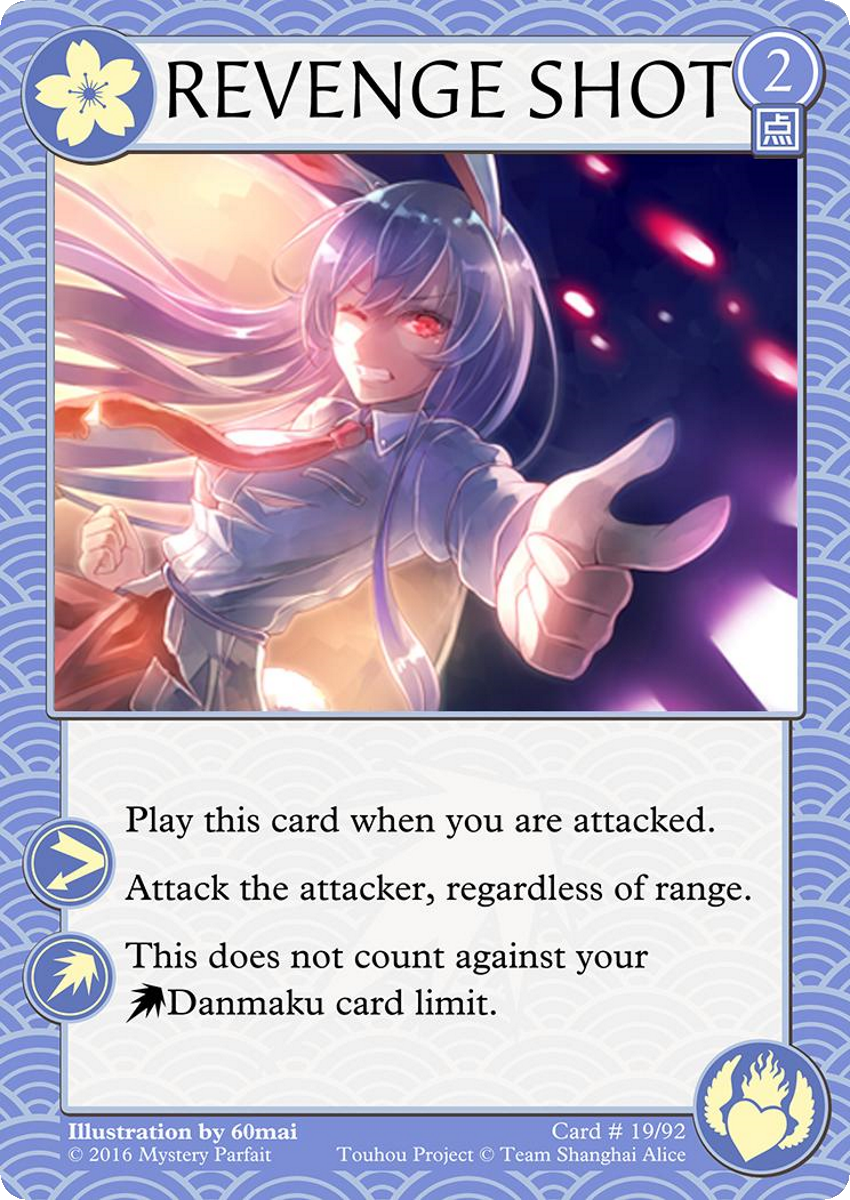 REVENGE SHOT
2
点
Play this card when you are attacked.
Attack the attacker, regardless of range.
This does not count against your
Danmaku card limit.
Illustration by 60mai
Card # 19/92
© 2016 Mystery Parfait
Touhou Project © Team Shanghai Alice